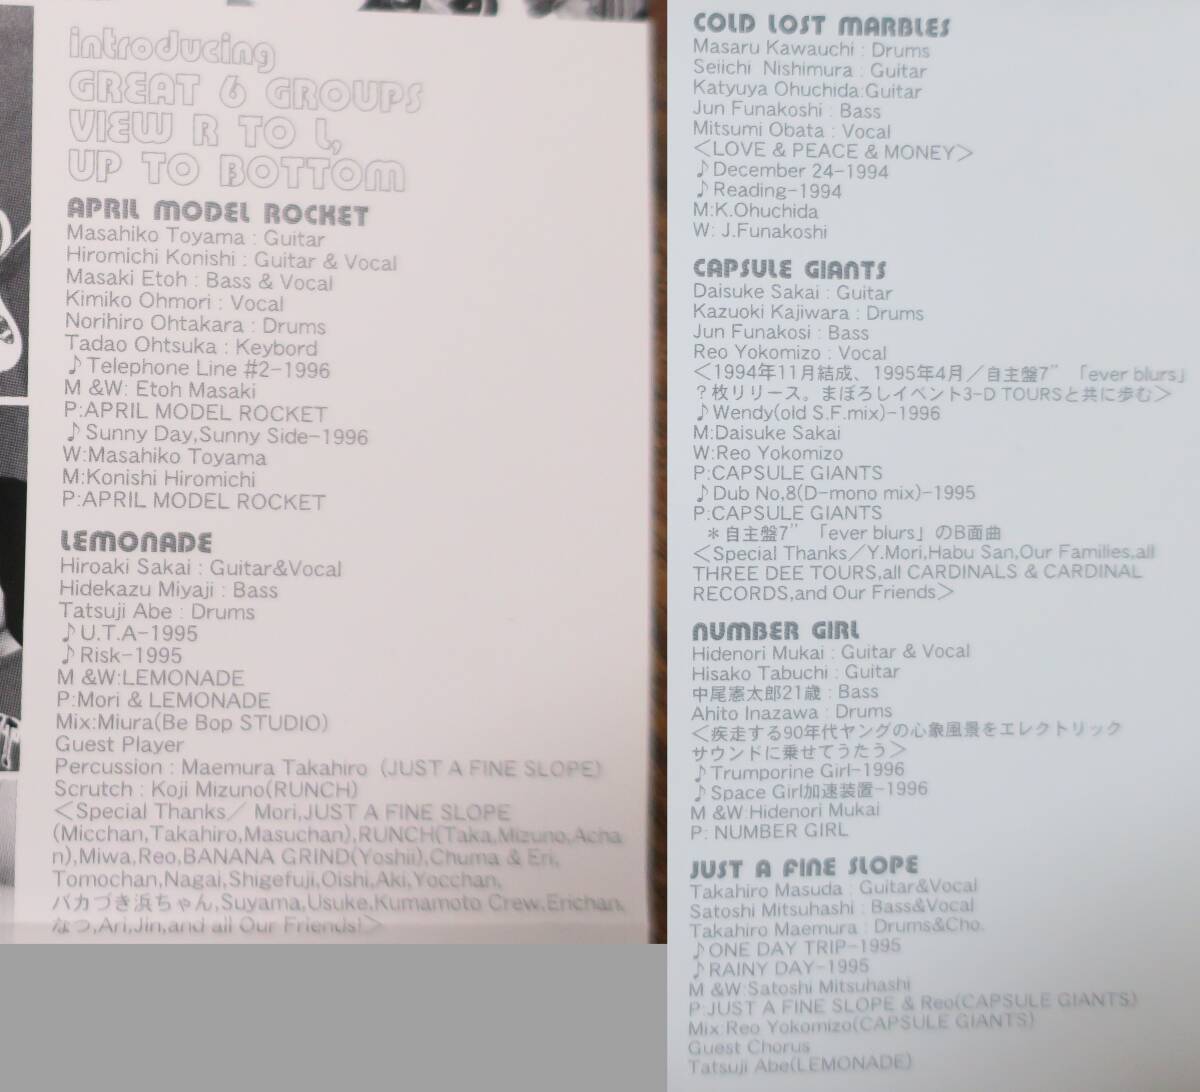 introducing
GREAT 6 GROUPS
VIEW R TO L,
UP TO BOTTOM
APRIL MODEL ROCKET
Masahiko Toyama : Guitar
Hiromichi Konishi : Guitar & Vocal
Masaki Etoh : Bass & Vocal
Kimiko Ohmori : Vocal
Norihiro Ohtakara : Drums
Tadao Ohtsuka : Keybord
♪Telephone Line #2-1996
M &W: Etoh Masaki
P:APRIL MODEL ROCKET
♪Sunny Day,Sunny Side-1996
W:Masahiko Toyama
M:Konishi Hiromichi
P:APRIL MODEL ROCKET
LEMONADE
Hiroaki Sakai : Guitar&Vocal
Hidekazu Miyaji : Bass
Tatsuji Abe : Drums
♪U.T.A-1995
♪Risk-1995
M &W:LEMONADE
P:Mori & LEMONADE
Mix:Miura(Be Bop STUDIO)
Guest Player
Percussion : Maemura Takahiro (JUST A FINE SLOPE)
Scrutch : Koji Mizuno(RUNCH)
<Special Thanks／ Mori,JUST A FINE SLOPE
(Micchan,Takahiro,Masuchan),RUNCH(Taka,Mizuno,Acha
n),Miwa,Reo,BANANA GRIND(Yoshii),Chuma & Eri,
Tomochan,Nagai,Shigefuji,Oishi,Aki,Yocchan,
バカづき浜ちゃん,Suyama,Usuke,Kumamoto Crew,Erichan,
なつ,Ari,Jin,and all Our Friends!>
COLD LOST MARBLES
Masaru Kawauchi : Drums
Seiichi Nishimura : Guitar
Katyuya Ohuchida:Guitar
Jun Funakoshi : Bass
Mitsumi Obata : Vocal
<LOVE & PEACE & MONEY>
♪December 24-1994
♪Reading-1994
M:K.Ohuchida
W: J.Funakoshi
CAPSULE GIANTS
Daisuke Sakai : Guitar
Kazuoki Kajiwara : Drums
Jun Funakosi : Bass
Reo Yokomizo : Vocal
<1994年11月結成、1995年4月／自主盤7”「ever blurs」
？枚リリース。まぼろしイベント3-D TOURSと共に歩む>
♪Wendy(old S.F.mix)-1996
M:Daisuke Sakai
W:Reo Yokomizo
P:CAPSULE GIANTS
♪Dub No,8(D-mono mix)-1995
P:CAPSULE GIANTS
＊自主盤7”「ever blurs」のB面曲
<Special Thanks／Y.Mori,Habu San,Our Families,all
THREE DEE TOURS,all CARDINALS & CARDINAL
RECORDS,and Our Friends>
NUMBER GIRL
Hidenori Mukai : Guitar & Vocal
Hisako Tabuchi : Guitar
中尾憲太郎21歳 : Bass
Ahito Inazawa : Drums
<疾走する90年代ヤングの心象風景をエレクトリック
サウンドに乗せてうたう>
♪Trumporine Girl-1996
♪Space Girl加速装置-1996
M &W:Hidenori Mukai
P: NUMBER GIRL
JUST A FINE SLOPE
Takahiro Masuda : Guitar&Vocal
Satoshi Mitsuhashi : Bass&Vocal
Takahiro Maemura : Drums&Cho.
♪ONE DAY TRIP-1995
♪RAINY DAY-1995
M &W:Satoshi Mitsuhashi
P:JUST A FINE SLOPE & Reo(CAPSULE GIANTS)
Mix:Reo Yokomizo(CAPSULE GIANTS)
Guest Chorus
Tatsuji Abe(LEMONADE)